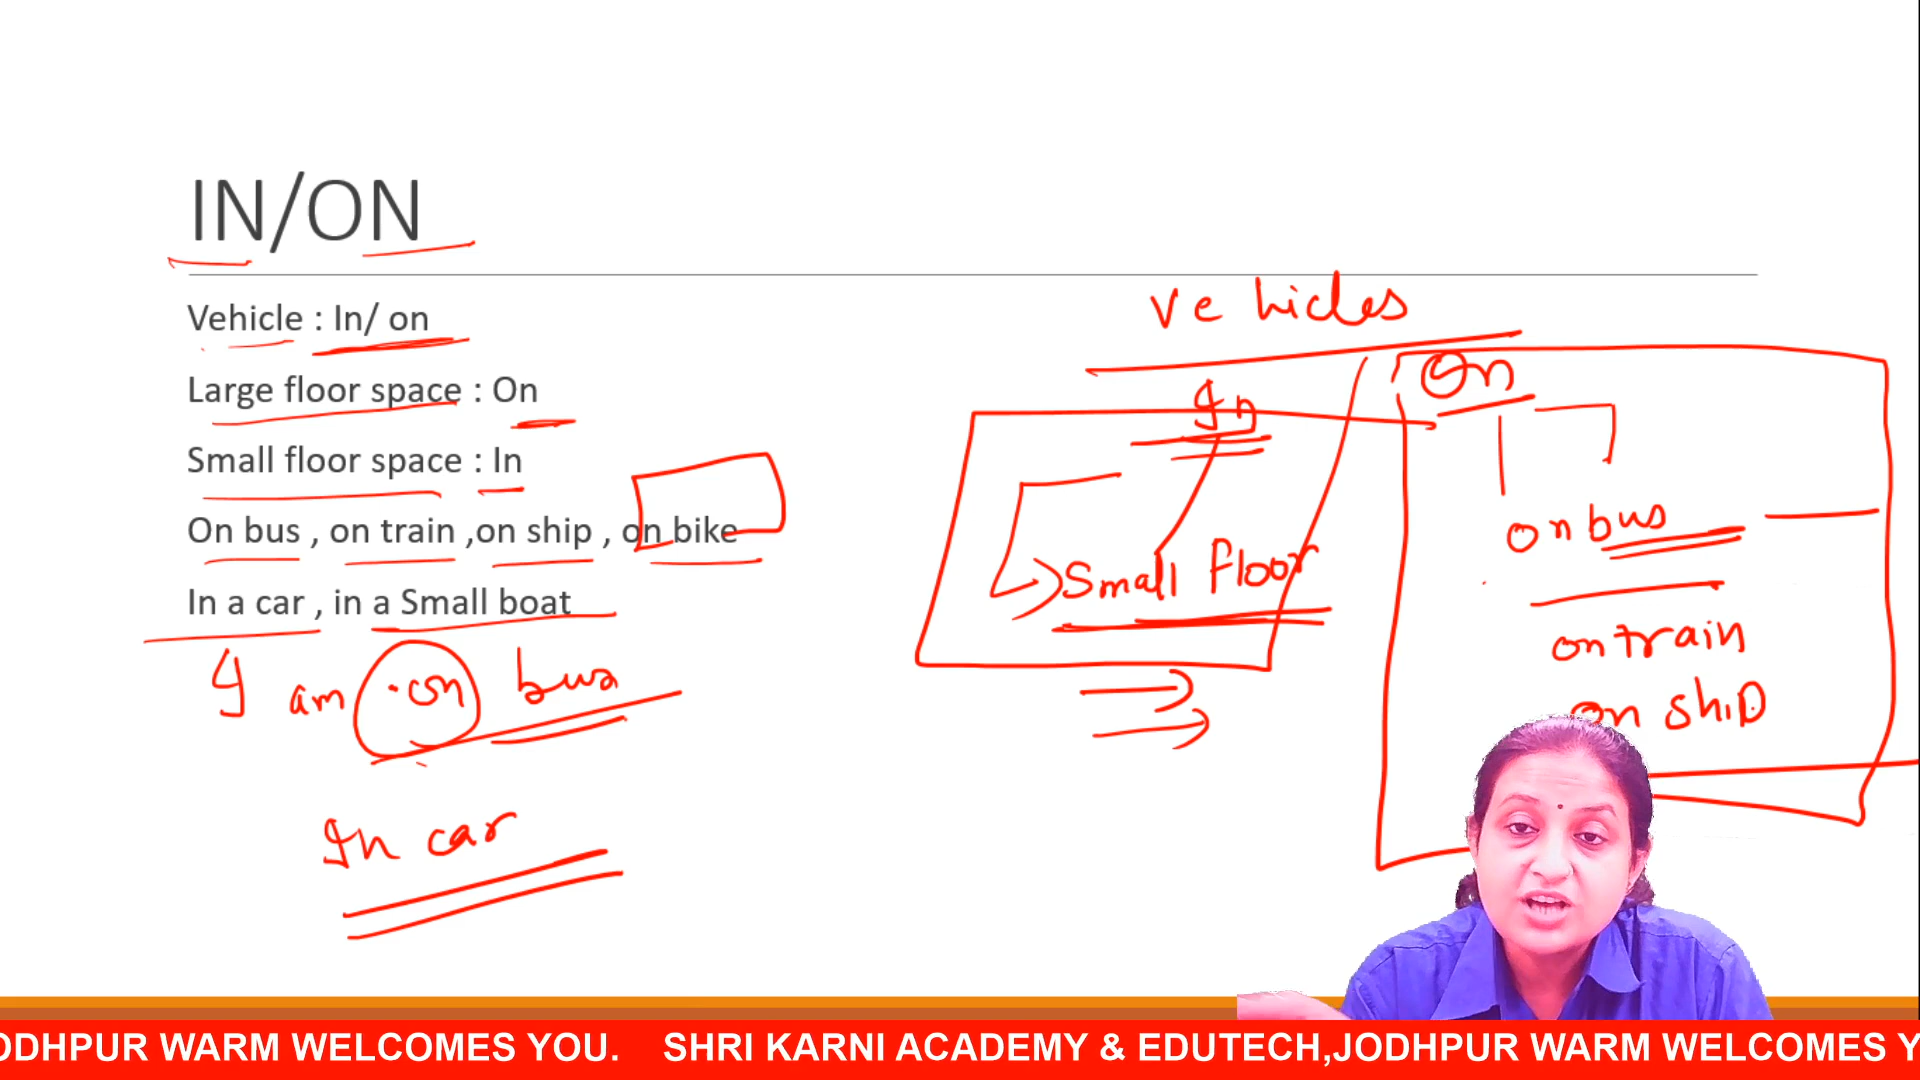 IN/ON
Vehicle : In/ on
Large floor space : On
Small floor space : In
On bus , on train ,on ship , on bike
In a car , in a Small boat
I am on bus
In car
Vehicles
In
Small floor
On
on bus
on train
on ship
ODHPUR WARM WELCOMES YOU. SHRI KARNI ACADEMY & EDUTECH,JODHPUR WARM WELCOMES Y